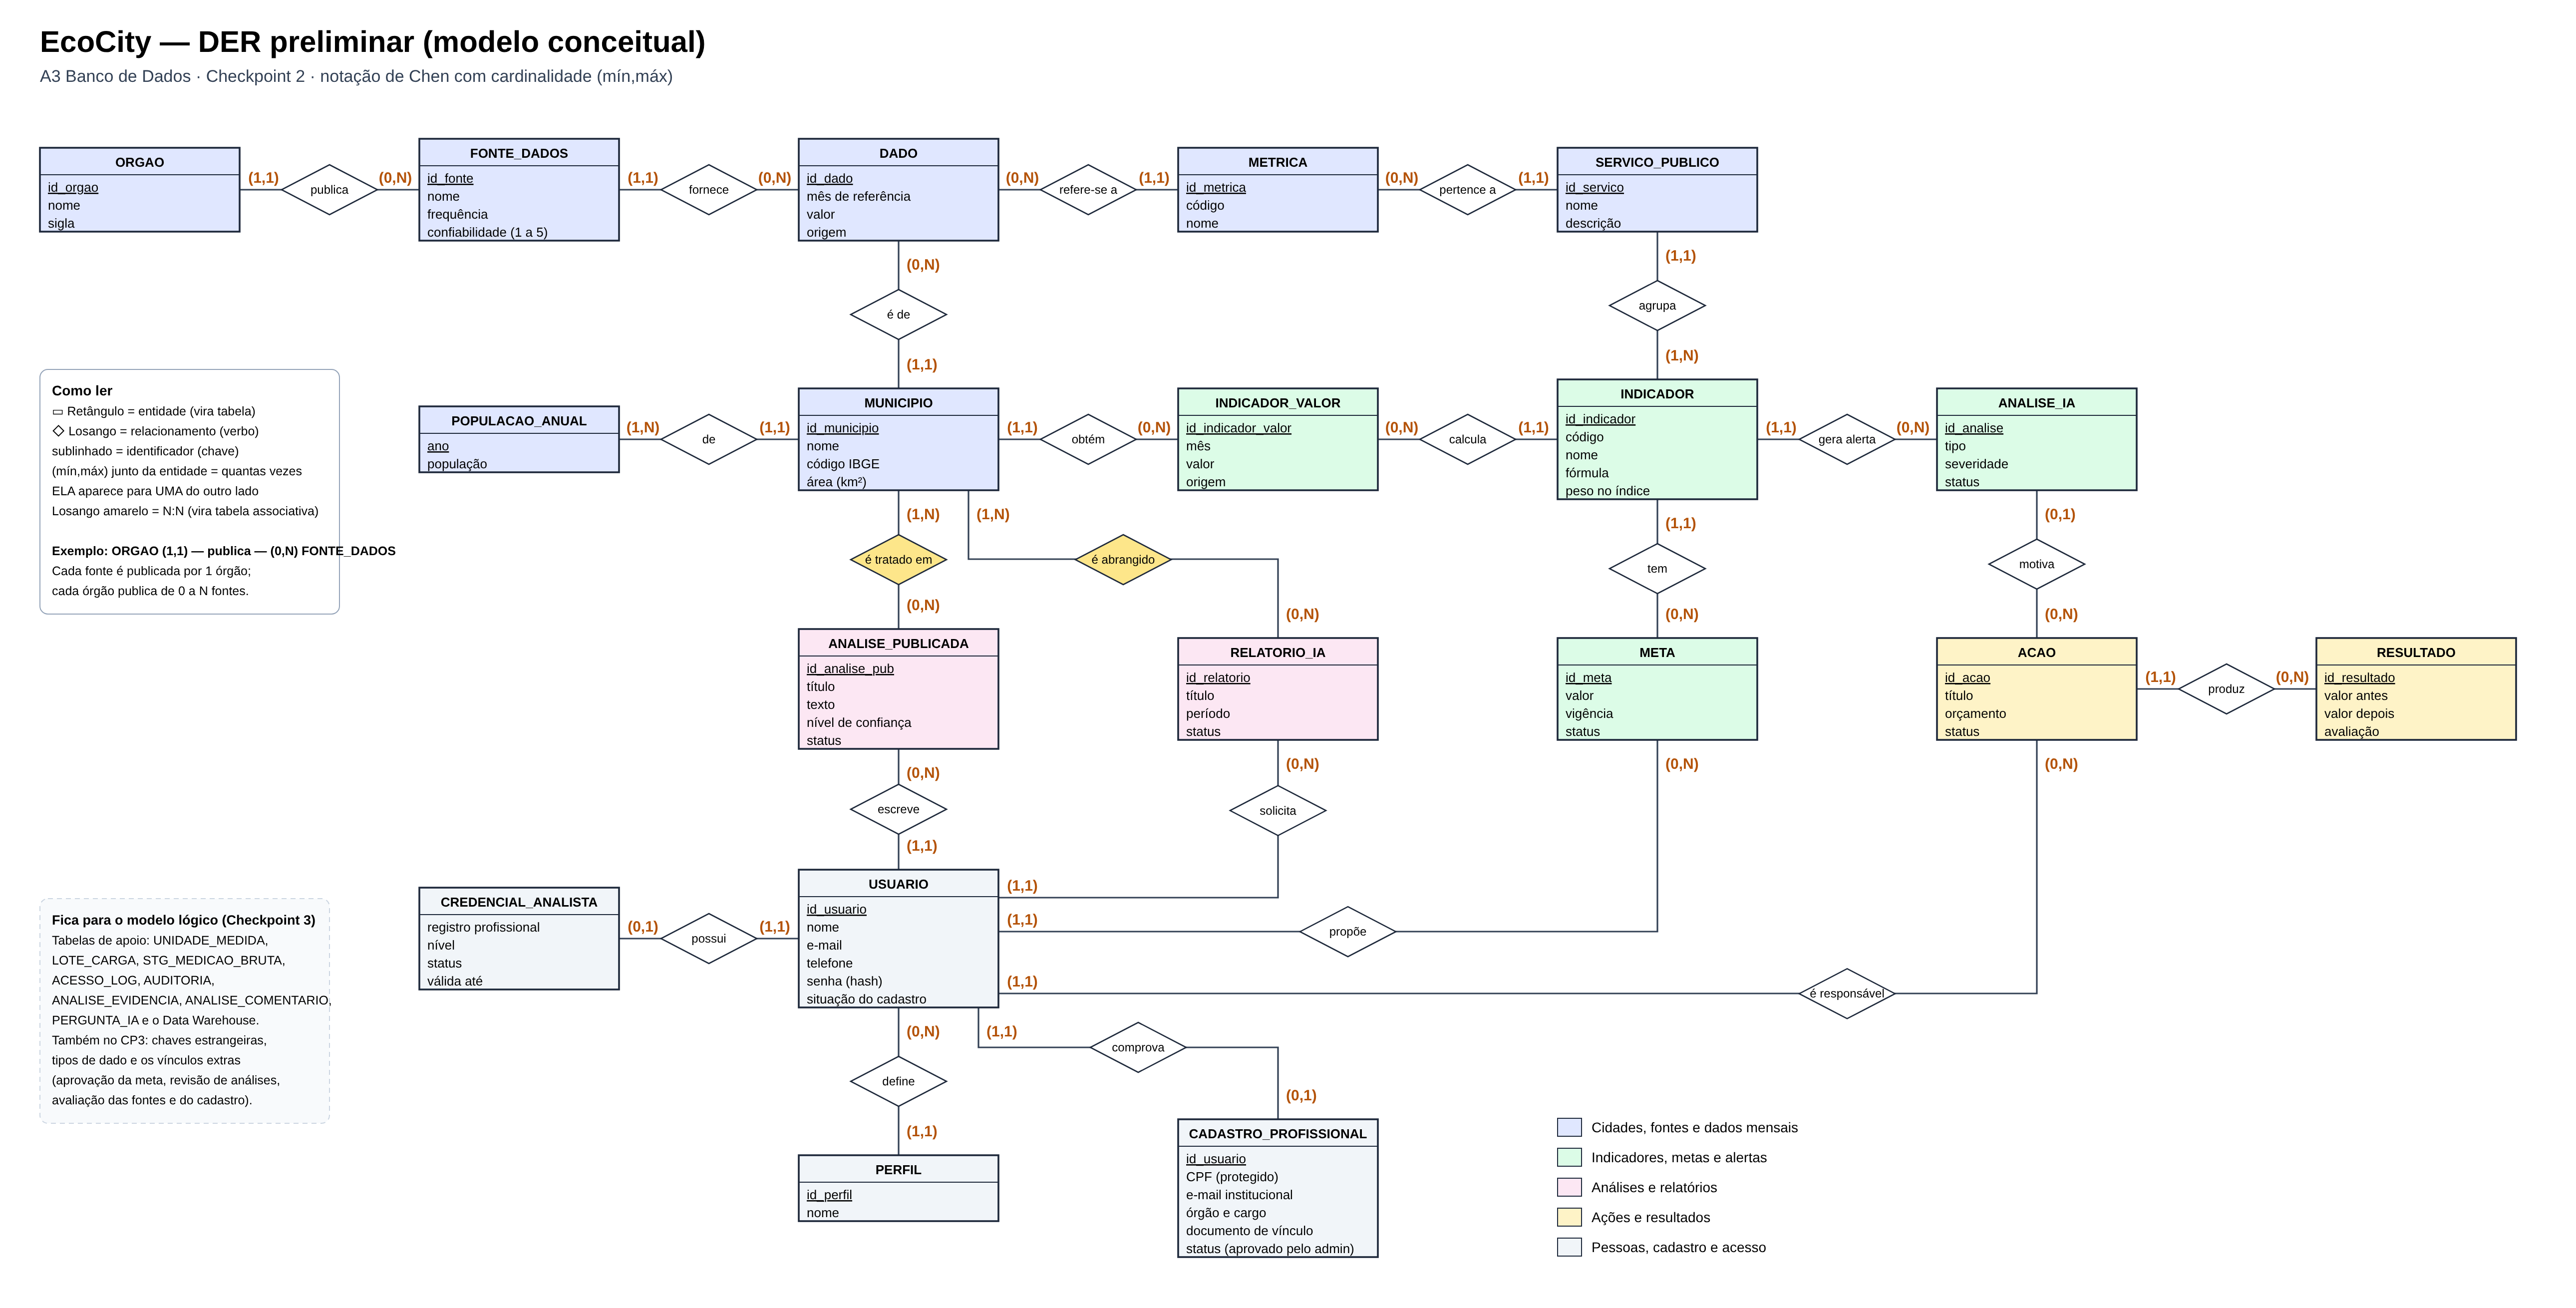 EcoCity — DER preliminar (modelo conceitual)
A3 Banco de Dados · Checkpoint 2 · notação de Chen com cardinalidade (mín,máx)
ORGAO
id_orgao
nome
sigla
(1,1)
publica
(0,N)
FONTE_DADOS
id_fonte
nome
frequência
confiabilidade (1 a 5)
(1,1)
fornece
(0,N)
DADO
id_dado
mês de referência
valor
origem
(0,N)
refere-se a
(1,1)
METRICA
id_metrica
código
nome
(0,N)
pertence a
(1,1)
SERVICO_PUBLICO
id_servico
nome
descrição
(0,N)
é de
(1,1)
(1,1)
agrupa
(1,N)
Como ler
▭ Retângulo = entidade (vira tabela)
◇ Losango = relacionamento (verbo)
sublinhado = identificador (chave)
(mín,máx) junto da entidade = quantas vezes
ELA aparece para UMA do outro lado
Losango amarelo = N:N (vira tabela associativa)
Exemplo: ORGAO (1,1) — publica — (0,N) FONTE_DADOS
Cada fonte é publicada por 1 órgão;
cada órgão publica de 0 a N fontes.
POPULACAO_ANUAL
ano
população
(1,N)
de
(1,1)
MUNICIPIO
id_municipio
nome
código IBGE
área (km²)
(1,1)
obtém
(0,N)
INDICADOR_VALOR
id_indicador_valor
mês
valor
origem
(0,N)
calcula
(1,1)
INDICADOR
id_indicador
código
nome
fórmula
peso no índice
(1,1)
gera alerta
(0,N)
ANALISE_IA
id_analise
tipo
severidade
status
(1,N)
é tratado em
(0,N)
(1,N)
é abrangido
(0,N)
(1,1)
tem
(0,N)
(0,1)
motiva
(0,N)
ANALISE_PUBLICADA
id_analise_pub
título
texto
nível de confiança
status
RELATORIO_IA
id_relatorio
título
período
status
META
id_meta
valor
vigência
status
ACAO
id_acao
título
orçamento
status
(1,1)
produz
(0,N)
RESULTADO
id_resultado
valor antes
valor depois
avaliação
(0,N)
escreve
(1,1)
(0,N)
solicita
(1,1)
(0,N)
propõe
(1,1)
(0,N)
é responsável
(1,1)
Fica para o modelo lógico (Checkpoint 3)
Tabelas de apoio: UNIDADE_MEDIDA,
LOTE_CARGA, STG_MEDICAO_BRUTA,
ACESSO_LOG, AUDITORIA,
ANALISE_EVIDENCIA, ANALISE_COMENTARIO,
PERGUNTA_IA e o Data Warehouse.
Também no CP3: chaves estrangeiras,
tipos de dado e os vínculos extras
(aprovação da meta, revisão de análises,
avaliação das fontes e do cadastro).
CREDENCIAL_ANALISTA
registro profissional
nível
status
válida até
(0,1)
possui
(1,1)
USUARIO
id_usuario
nome
e-mail
telefone
senha (hash)
situação do cadastro
(0,N)
define
(1,1)
(1,1)
comprova
(0,1)
PERFIL
id_perfil
nome
CADASTRO_PROFISSIONAL
id_usuario
CPF (protegido)
e-mail institucional
órgão e cargo
documento de vínculo
status (aprovado pelo admin)
Cidades, fontes e dados mensais
Indicadores, metas e alertas
Análises e relatórios
Ações e resultados
Pessoas, cadastro e acesso